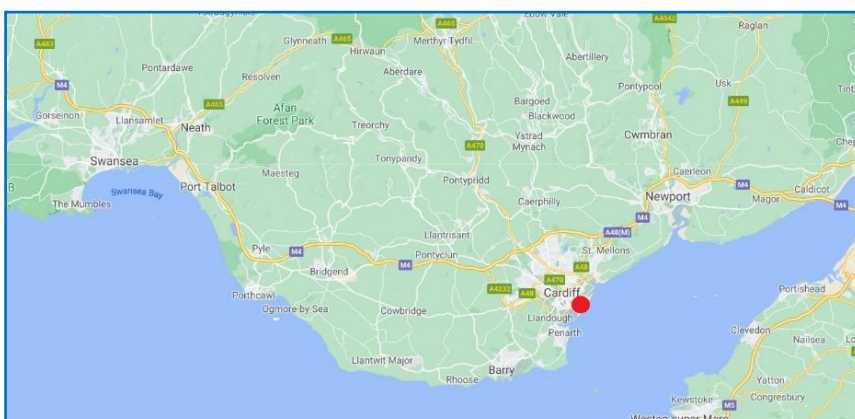 A465
A4042
Raglan
Glynneath
A465
Hirwaun
Merthyr Tydfil
Ebbw Vale
A483
Pontardawe
Resolven
Aberdare
Abertillery
Pontypool
Usk
M4
A465
Afan
Forest Park
Bargoed
Blackwood
A449
Gorseinon
Llansamlet
Neath
Treorchy
Cwmbran
Swansea
A470
Ystrad
Mynach
Maesteg
Tonypandy
Port Talbot
Pontypridd
Caerleon
Swansea Bay
The Mumbles
Newport
M4
Caldicot
Caerphilly
Magor
M4
M4
Llantrisant
A48(M)
St. Mellons
Pyle
M4
Pontyclun
M4
Bridgend
A48
A470
Portishead
Porthcawl
A4232
A48
Cardiff
Ogmore-by-Sea
Cowbridge
Llandough
Penarth
Clevedon
Nailsea
Llantwit Major
Barry
Rhoose
Yatton
Kewstoke
Congresbury
M5
Weston-super-Mare